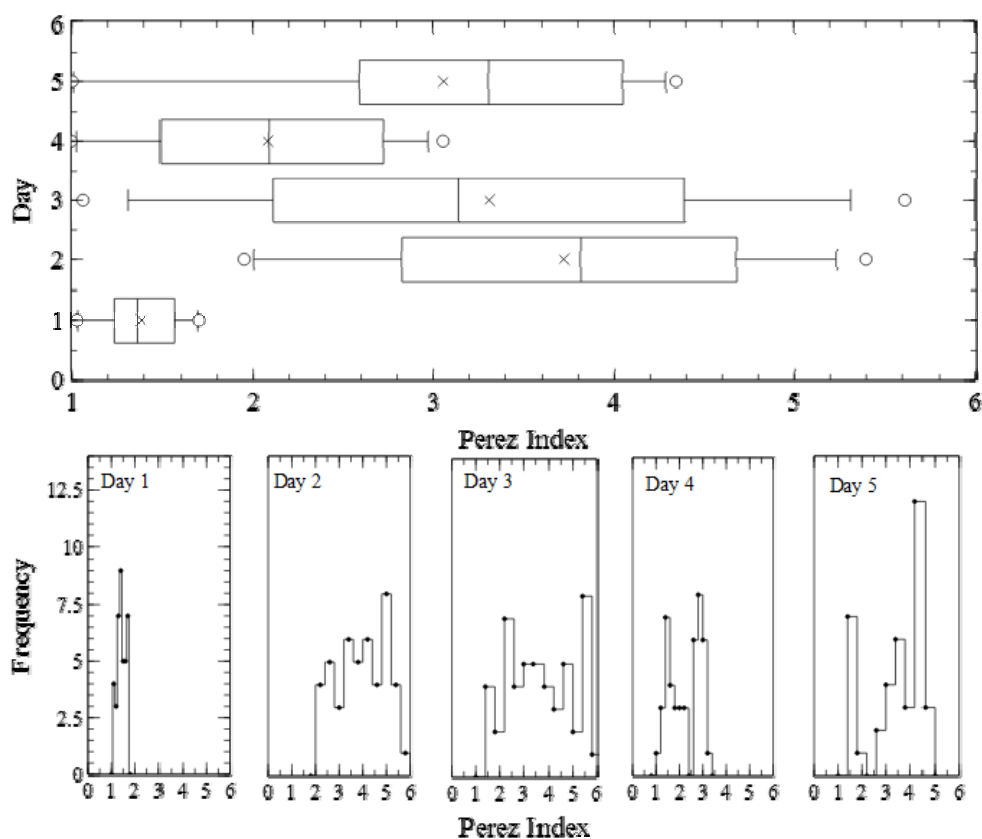 6
5
4
3
2
1
0
Day
1 2 3 4 5 6
Perez Index
Day 1 Day 2 Day 3 Day 4 Day 5
12.5
10
7.5
5
2.5
0
Frequency
0 1 2 3 4 5 6 0 1 2 3 4 5 6 0 1 2 3 4 5 6 0 1 2 3 4 5 6 0 1 2 3 4 5 6
Perez Index